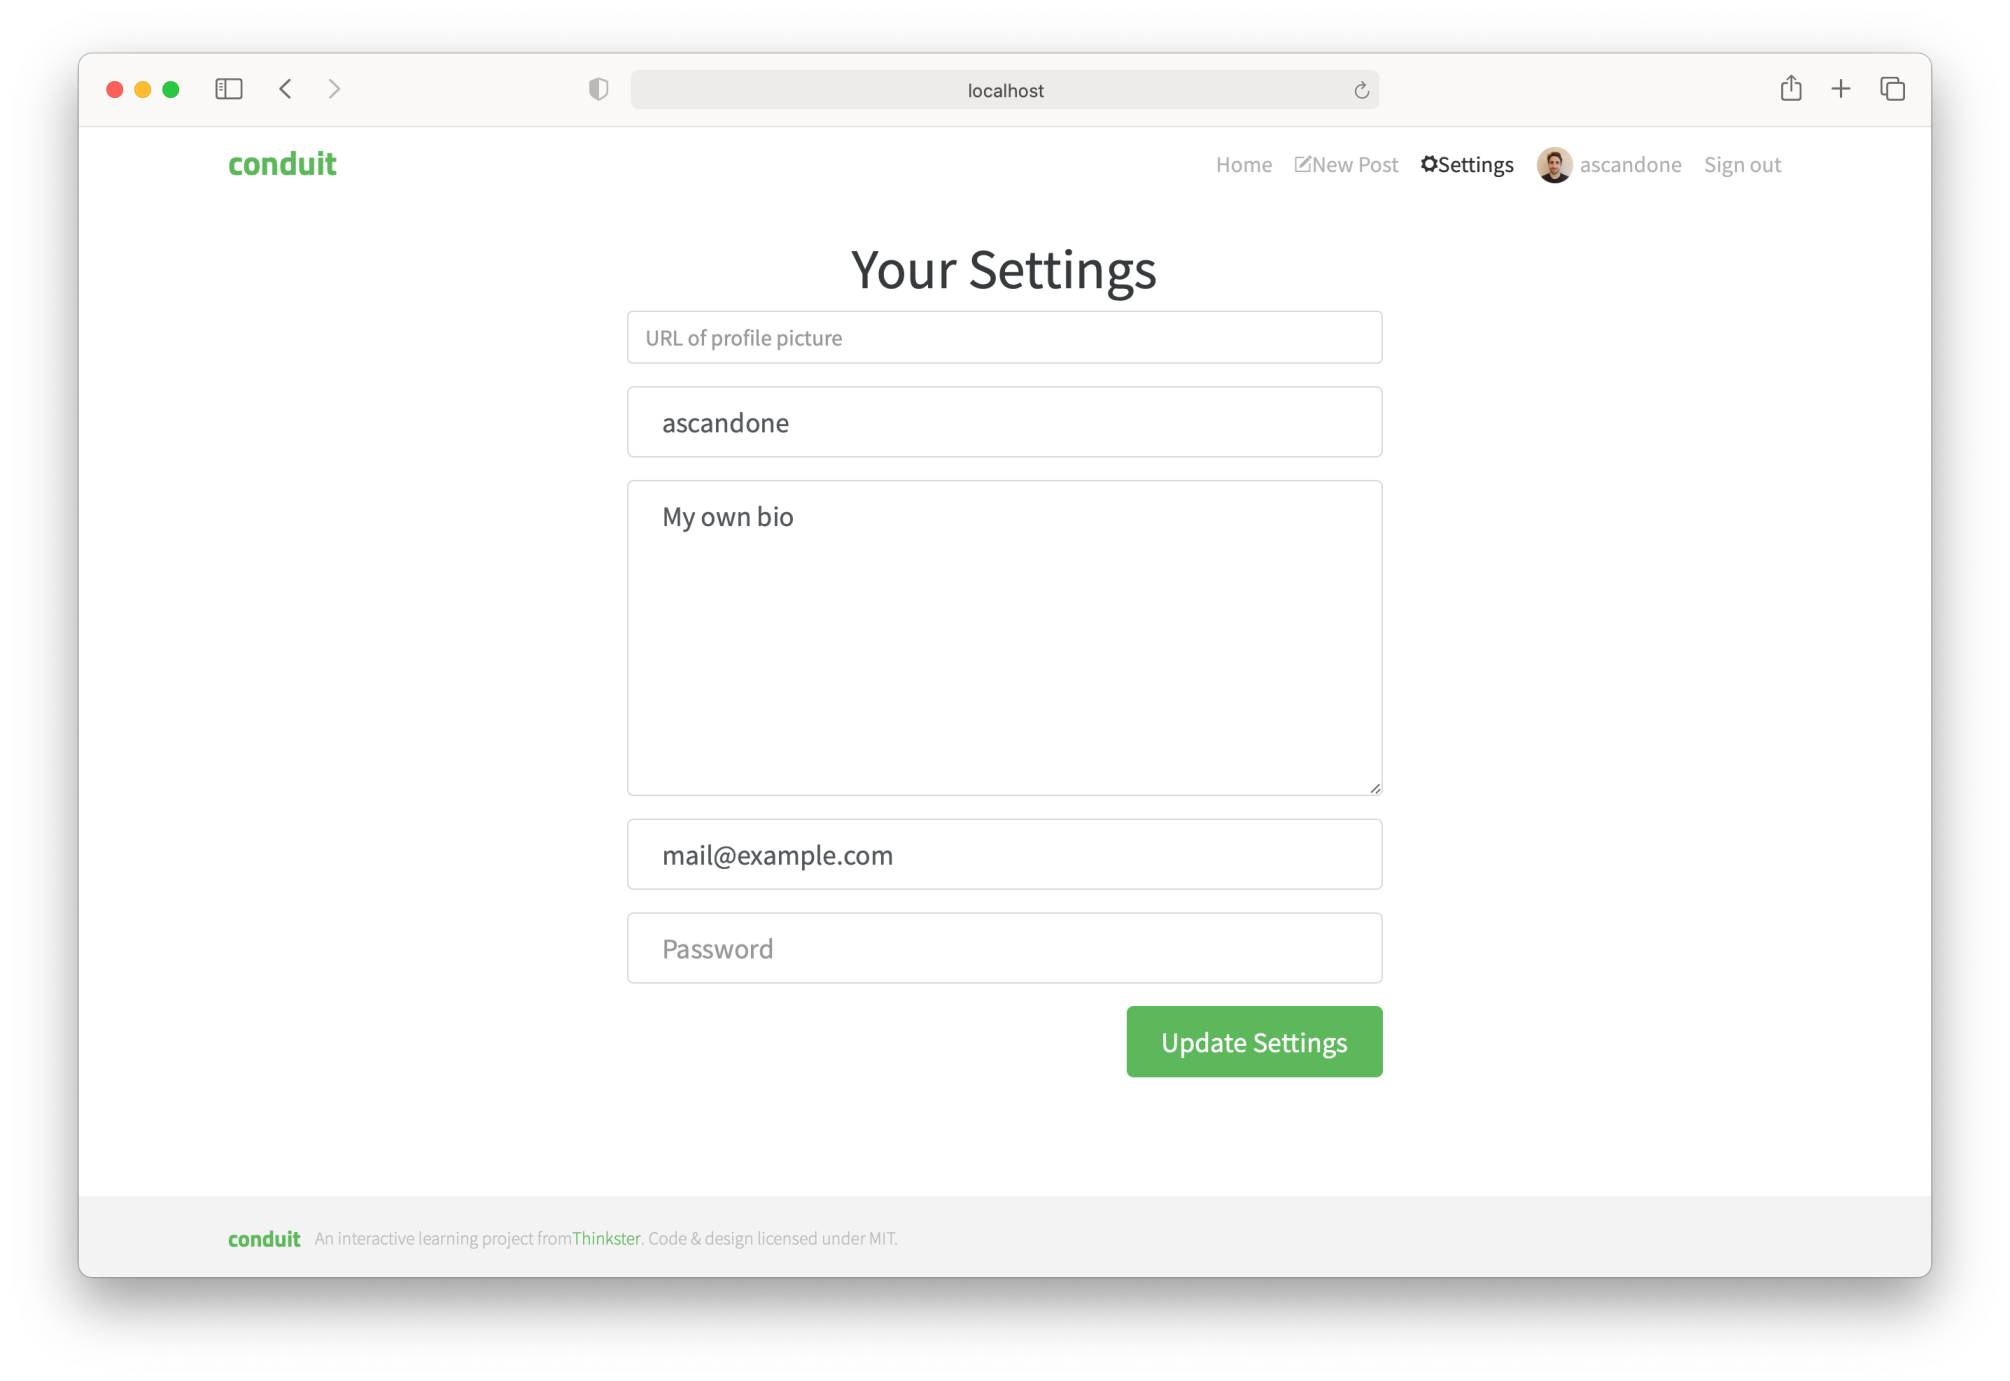 localhost
conduit
Home New Post Settings ascandone Sign out
Your Settings
URL of profile picture
ascandone
My own bio
mail@example.com
Password
Update Settings
conduit An interactive learning project fromThinkster. Code & design licensed under MIT.